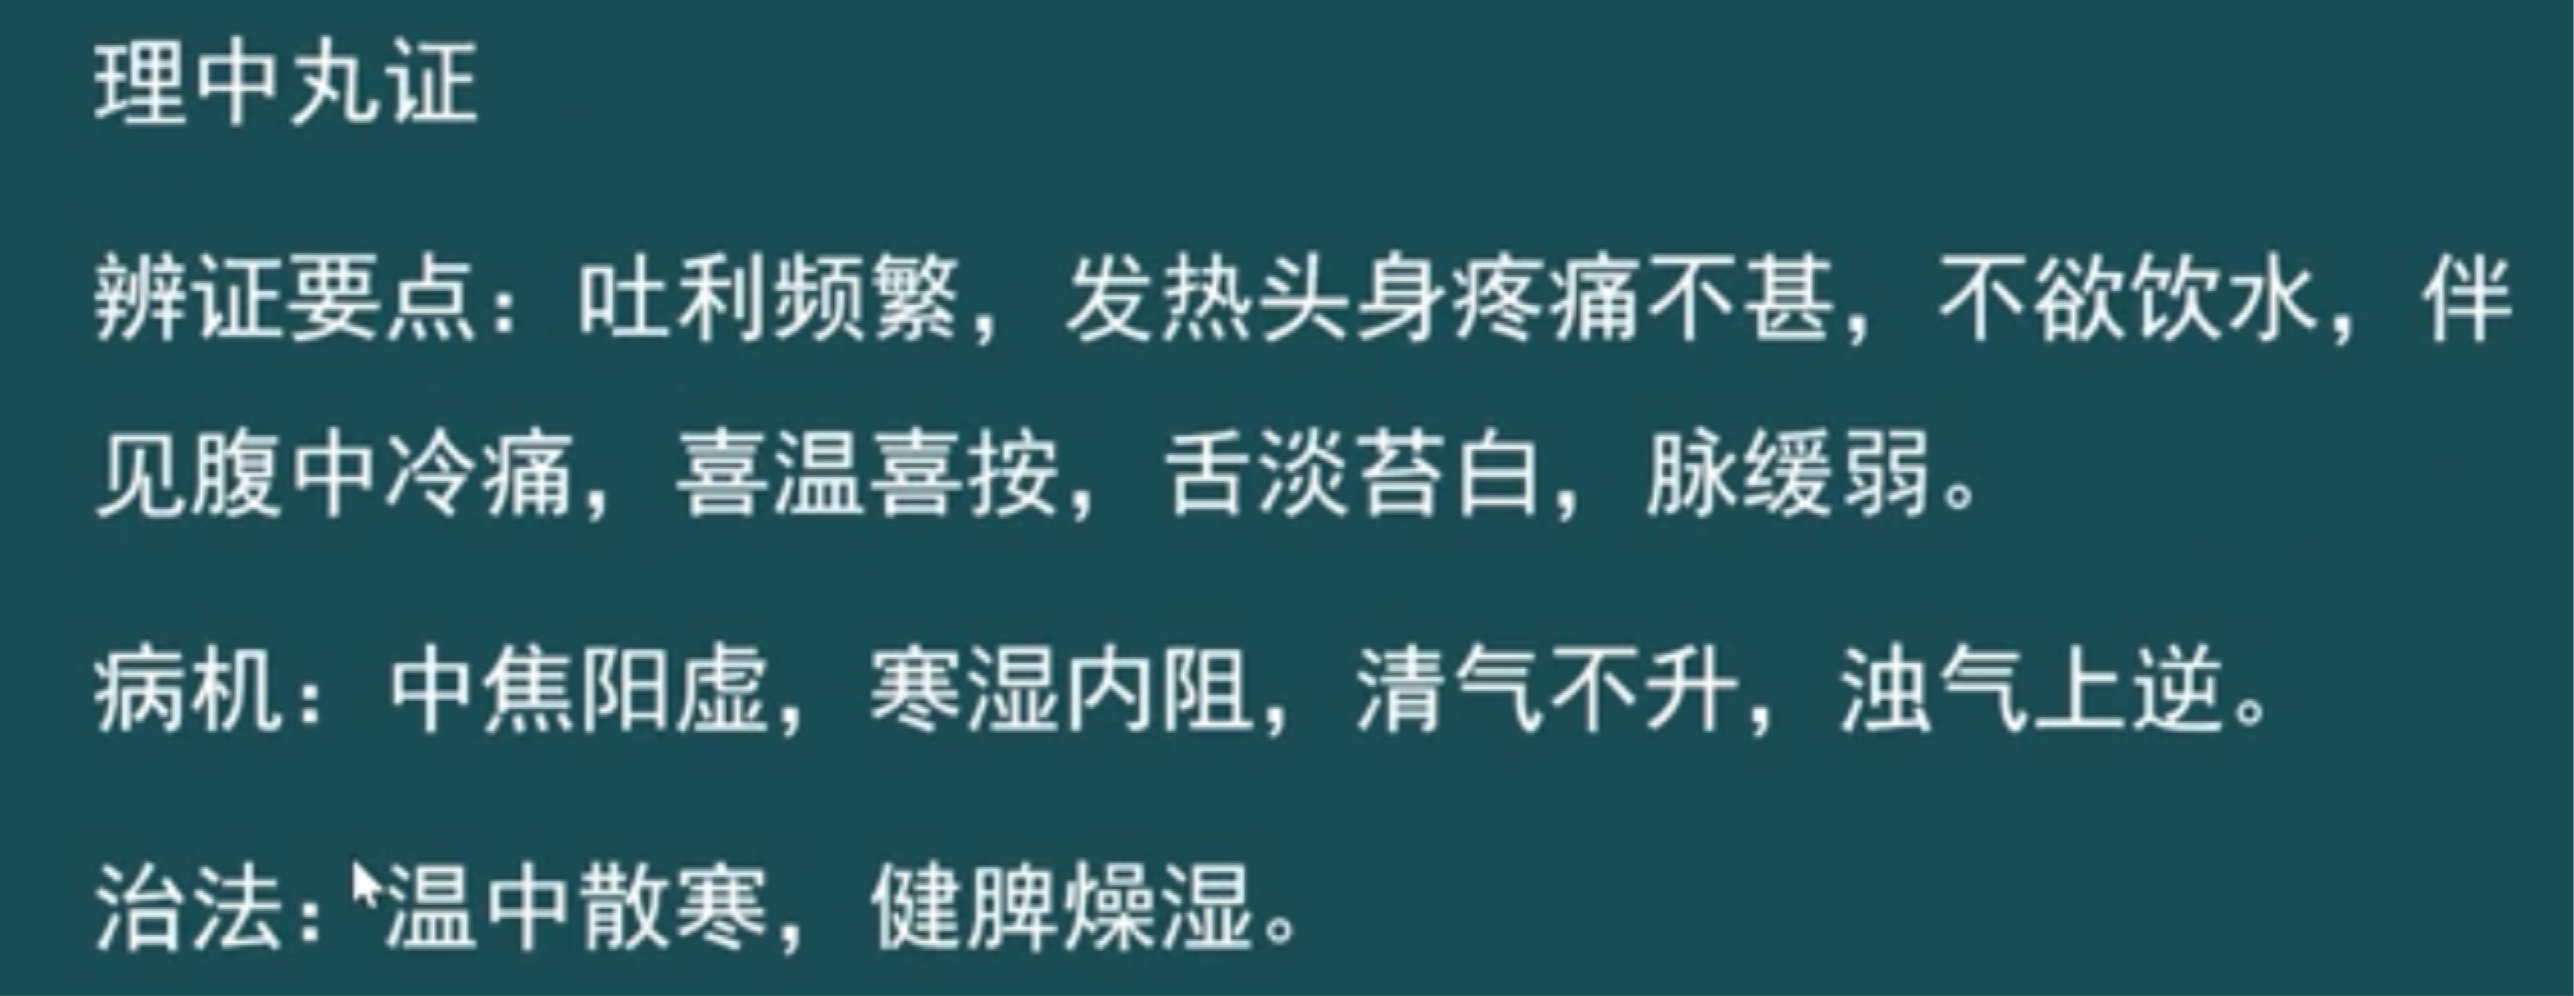 理中丸证
辨证要点：吐利频繁，发热头身疼痛不甚，不欲饮水，伴
见腹中冷痛，喜温喜按，舌淡苔白，脉缓弱。
病机：中焦阳虚，寒湿内阻，清气不升，浊气上逆。
治法：温中散寒，健脾燥湿。